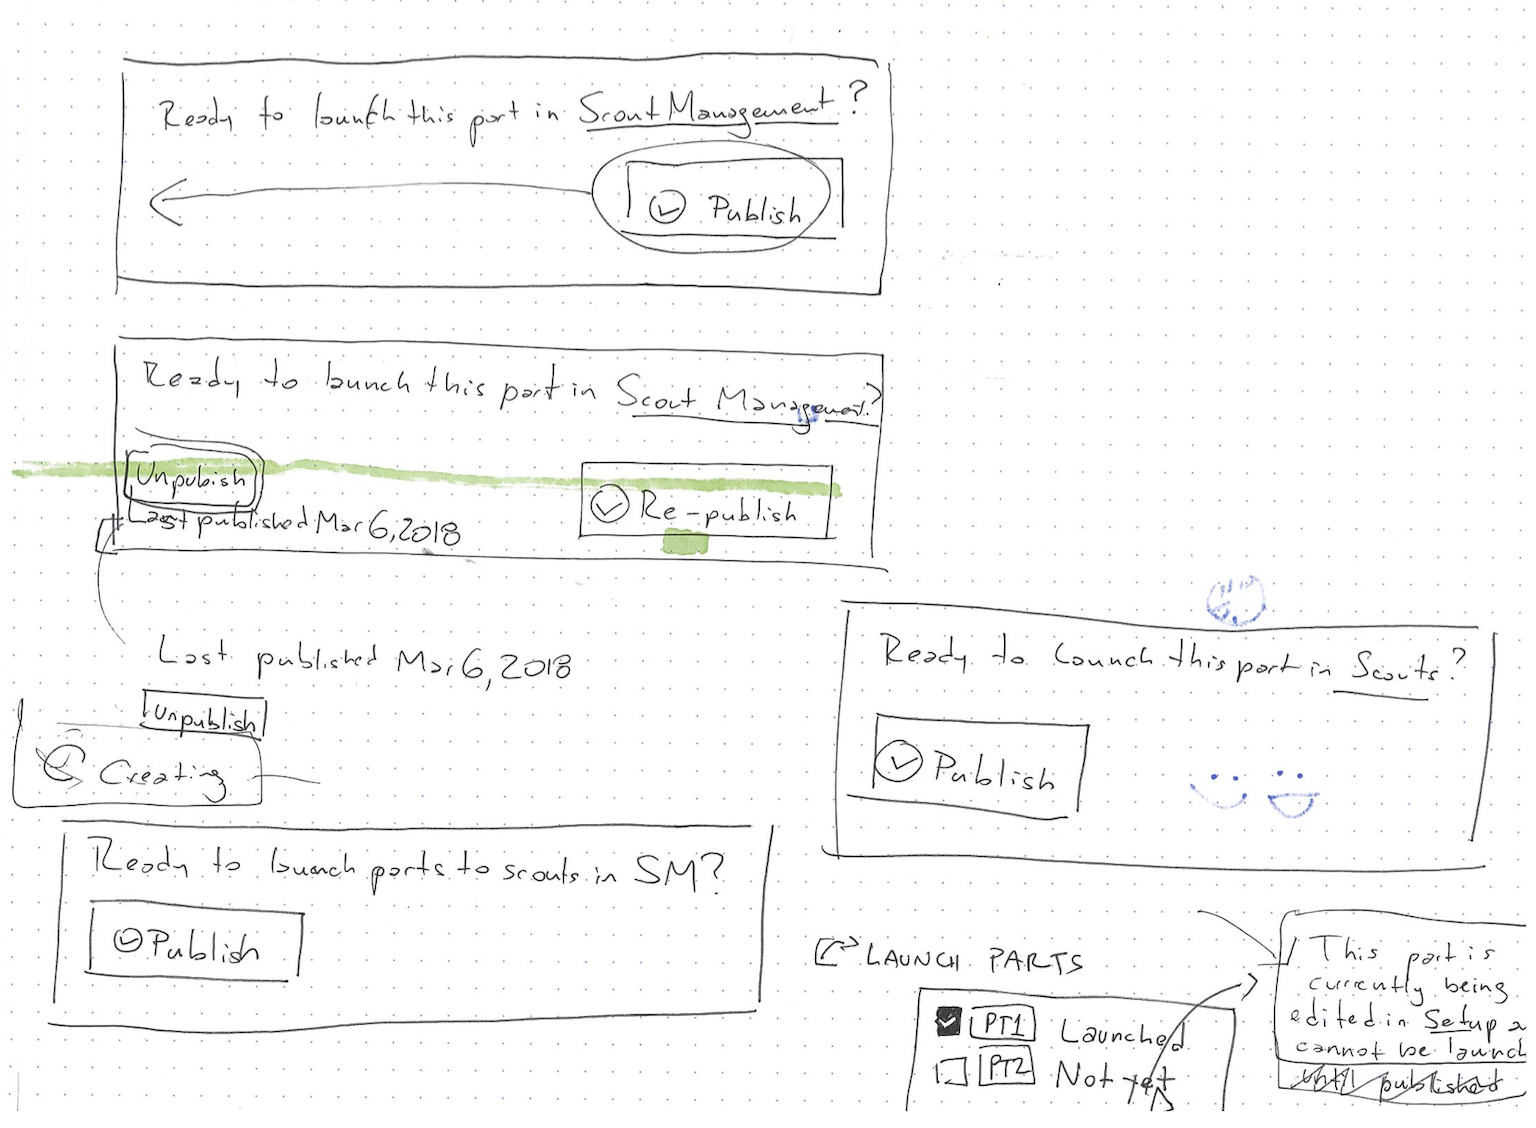 Ready to launch this part in Scout Management?
Publish
Ready to launch this part in Scout Management?
Unpubish
Re-publish
Last published Mar 6, 2018
Last published Mar 6, 2018
Unpublish
Creating
Ready to launch this part in Scouts?
Publish
Ready to launch parts to scouts in SM?
Publish
LAUNCH PARTS
PT1 Launched
PT2 Not yet
This part is
currently being
edited in Setup a
cannot be launch
until published